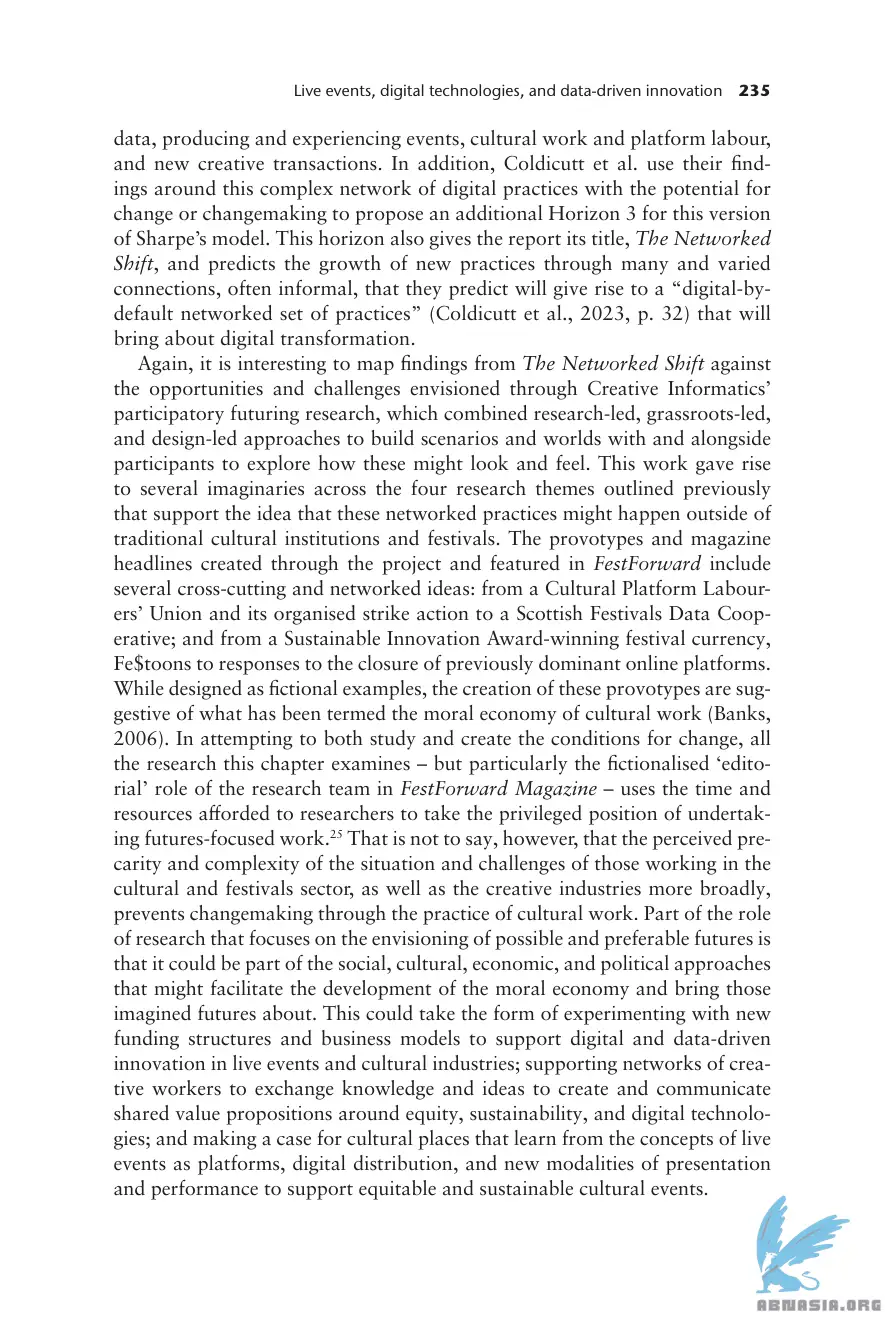 Live events, digital technologies, and data-driven innovation 235
data, producing and experiencing events, cultural work and platform labour,
and new creative transactions. In addition, Coldicutt et al. use their find-
ings around this complex network of digital practices with the potential for
change or changemaking to propose an additional Horizon 3 for this version
of Sharpe’s model. This horizon also gives the report its title, The Networked
Shift, and predicts the growth of new practices through many and varied
connections, often informal, that they predict will give rise to a “digital-by-
default networked set of practices” (Coldicutt et al., 2023, p. 32) that will
bring about digital transformation.
Again, it is interesting to map findings from The Networked Shift against
the opportunities and challenges envisioned through Creative Informatics’
participatory futuring research, which combined research-led, grassroots-led,
and design-led approaches to build scenarios and worlds with and alongside
participants to explore how these might look and feel. This work gave rise
to several imaginaries across the four research themes outlined previously
that support the idea that these networked practices might happen outside of
traditional cultural institutions and festivals. The provotypes and magazine
headlines created through the project and featured in FestForward include
several cross-cutting and networked ideas: from a Cultural Platform Labour-
ers’ Union and its organised strike action to a Scottish Festivals Data Coop-
erative; and from a Sustainable Innovation Award-winning festival currency,
Fe$toons to responses to the closure of previously dominant online platforms.
While designed as fictional examples, the creation of these provotypes are sug-
gestive of what has been termed the moral economy of cultural work (Banks,
2006). In attempting to both study and create the conditions for change, all
the research this chapter examines – but particularly the fictionalised ‘edito-
rial’ role of the research team in FestForward Magazine – uses the time and
resources afforded to researchers to take the privileged position of undertak-
ing futures-focused work.25 That is not to say, however, that the perceived pre-
carity and complexity of the situation and challenges of those working in the
cultural and festivals sector, as well as the creative industries more broadly,
prevents changemaking through the practice of cultural work. Part of the role
of research that focuses on the envisioning of possible and preferable futures is
that it could be part of the social, cultural, economic, and political approaches
that might facilitate the development of the moral economy and bring those
imagined futures about. This could take the form of experimenting with new
funding structures and business models to support digital and data-driven
innovation in live events and cultural industries; supporting networks of crea-
tive workers to exchange knowledge and ideas to create and communicate
shared value propositions around equity, sustainability, and digital technolo-
gies; and making a case for cultural places that learn from the concepts of live
events as platforms, digital distribution, and new modalities of presentation
and performance to support equitable and sustainable cultural events.
ABNASIA.ORG